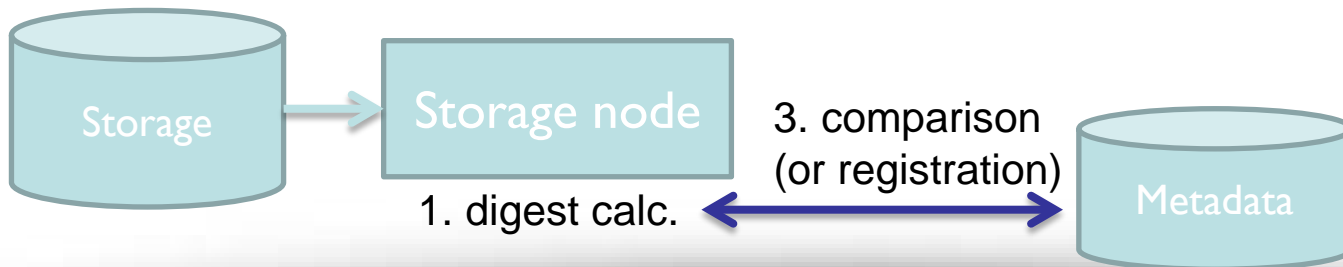 Storage
Storage node
3. comparison
(or registration)
1. digest calc.
Metadata